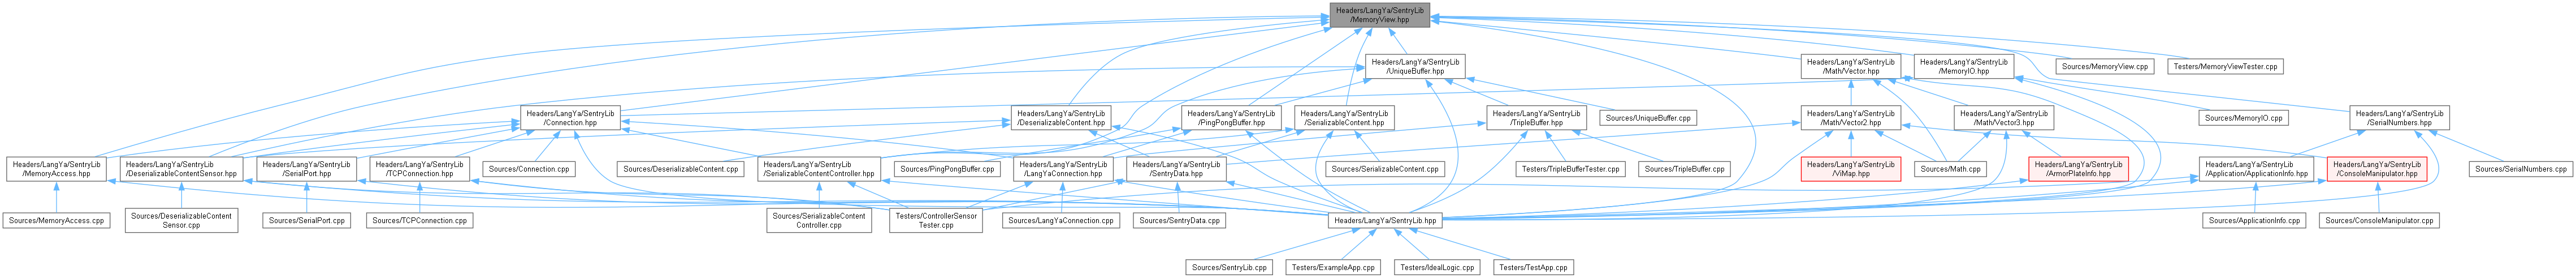 Headers/LangYa/SentryLib
/MemoryView.hpp
Headers/LangYa/SentryLib
/UniqueBuffer.hpp
Headers/LangYa/SentryLib
/Math/Vector.hpp
Headers/LangYa/SentryLib
/MemoryIO.hpp
Sources/MemoryView.cpp
Testers/MemoryViewTester.cpp
Headers/LangYa/SentryLib
/Connection.hpp
Headers/LangYa/SentryLib
/DeserializableContent.hpp
Headers/LangYa/SentryLib
/PingPongBuffer.hpp
Headers/LangYa/SentryLib
/SerializableContent.hpp
Headers/LangYa/SentryLib
/TripleBuffer.hpp
Sources/UniqueBuffer.cpp
Headers/LangYa/SentryLib
/Math/Vector2.hpp
Headers/LangYa/SentryLib
/Math/Vector3.hpp
Sources/MemoryIO.cpp
Headers/LangYa/SentryLib
/SerialNumbers.hpp
Headers/LangYa/SentryLib
/MemoryAccess.hpp
Headers/LangYa/SentryLib
/DeserializableContentSensor.hpp
Headers/LangYa/SentryLib
/SerialPort.hpp
Headers/LangYa/SentryLib
/TCPConnection.hpp
Sources/Connection.cpp
Sources/DeserializableContent.cpp
Headers/LangYa/SentryLib
/SerializableContentController.hpp
Sources/PingPongBuffer.cpp
Headers/LangYa/SentryLib
/LangYaConnection.hpp
Headers/LangYa/SentryLib
/SentryData.hpp
Sources/SerializableContent.cpp
Testers/TripleBufferTester.cpp
Sources/TripleBuffer.cpp
Headers/LangYa/SentryLib
/ViMap.hpp
Sources/Math.cpp
Headers/LangYa/SentryLib
/ArmorPlateInfo.hpp
Headers/LangYa/SentryLib
/Application/ApplicationInfo.hpp
Headers/LangYa/SentryLib
/ConsoleManipulator.hpp
Sources/SerialNumbers.cpp
Sources/MemoryAccess.cpp
Sources/DeserializableContent
Sensor.cpp
Sources/SerialPort.cpp
Sources/TCPConnection.cpp
Sources/SerializableContent
Controller.cpp
Testers/ControllerSensor
Tester.cpp
Sources/LangYaConnection.cpp
Sources/SentryData.cpp
Headers/LangYa/SentryLib.hpp
Sources/ApplicationInfo.cpp
Sources/ConsoleManipulator.cpp
Sources/SentryLib.cpp
Testers/ExampleApp.cpp
Testers/IdealLogic.cpp
Testers/TestApp.cpp